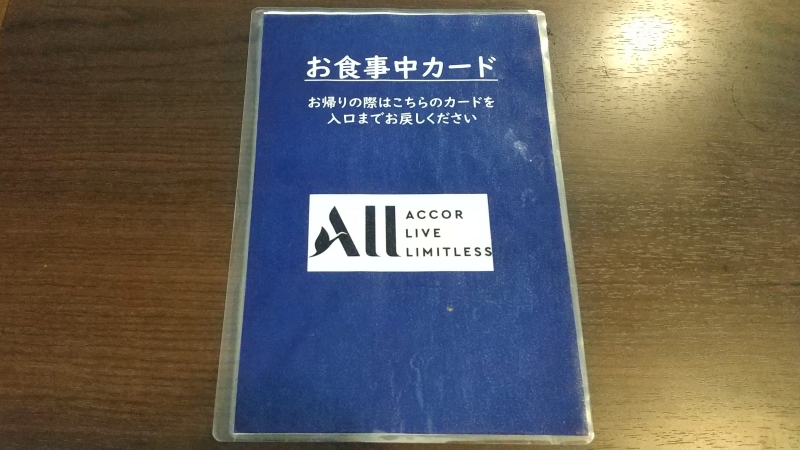 お食事中カード
お帰りの際はこちらのカードを
入口までお戻しください
All
ACCOR
LIVE
LIMITLESS